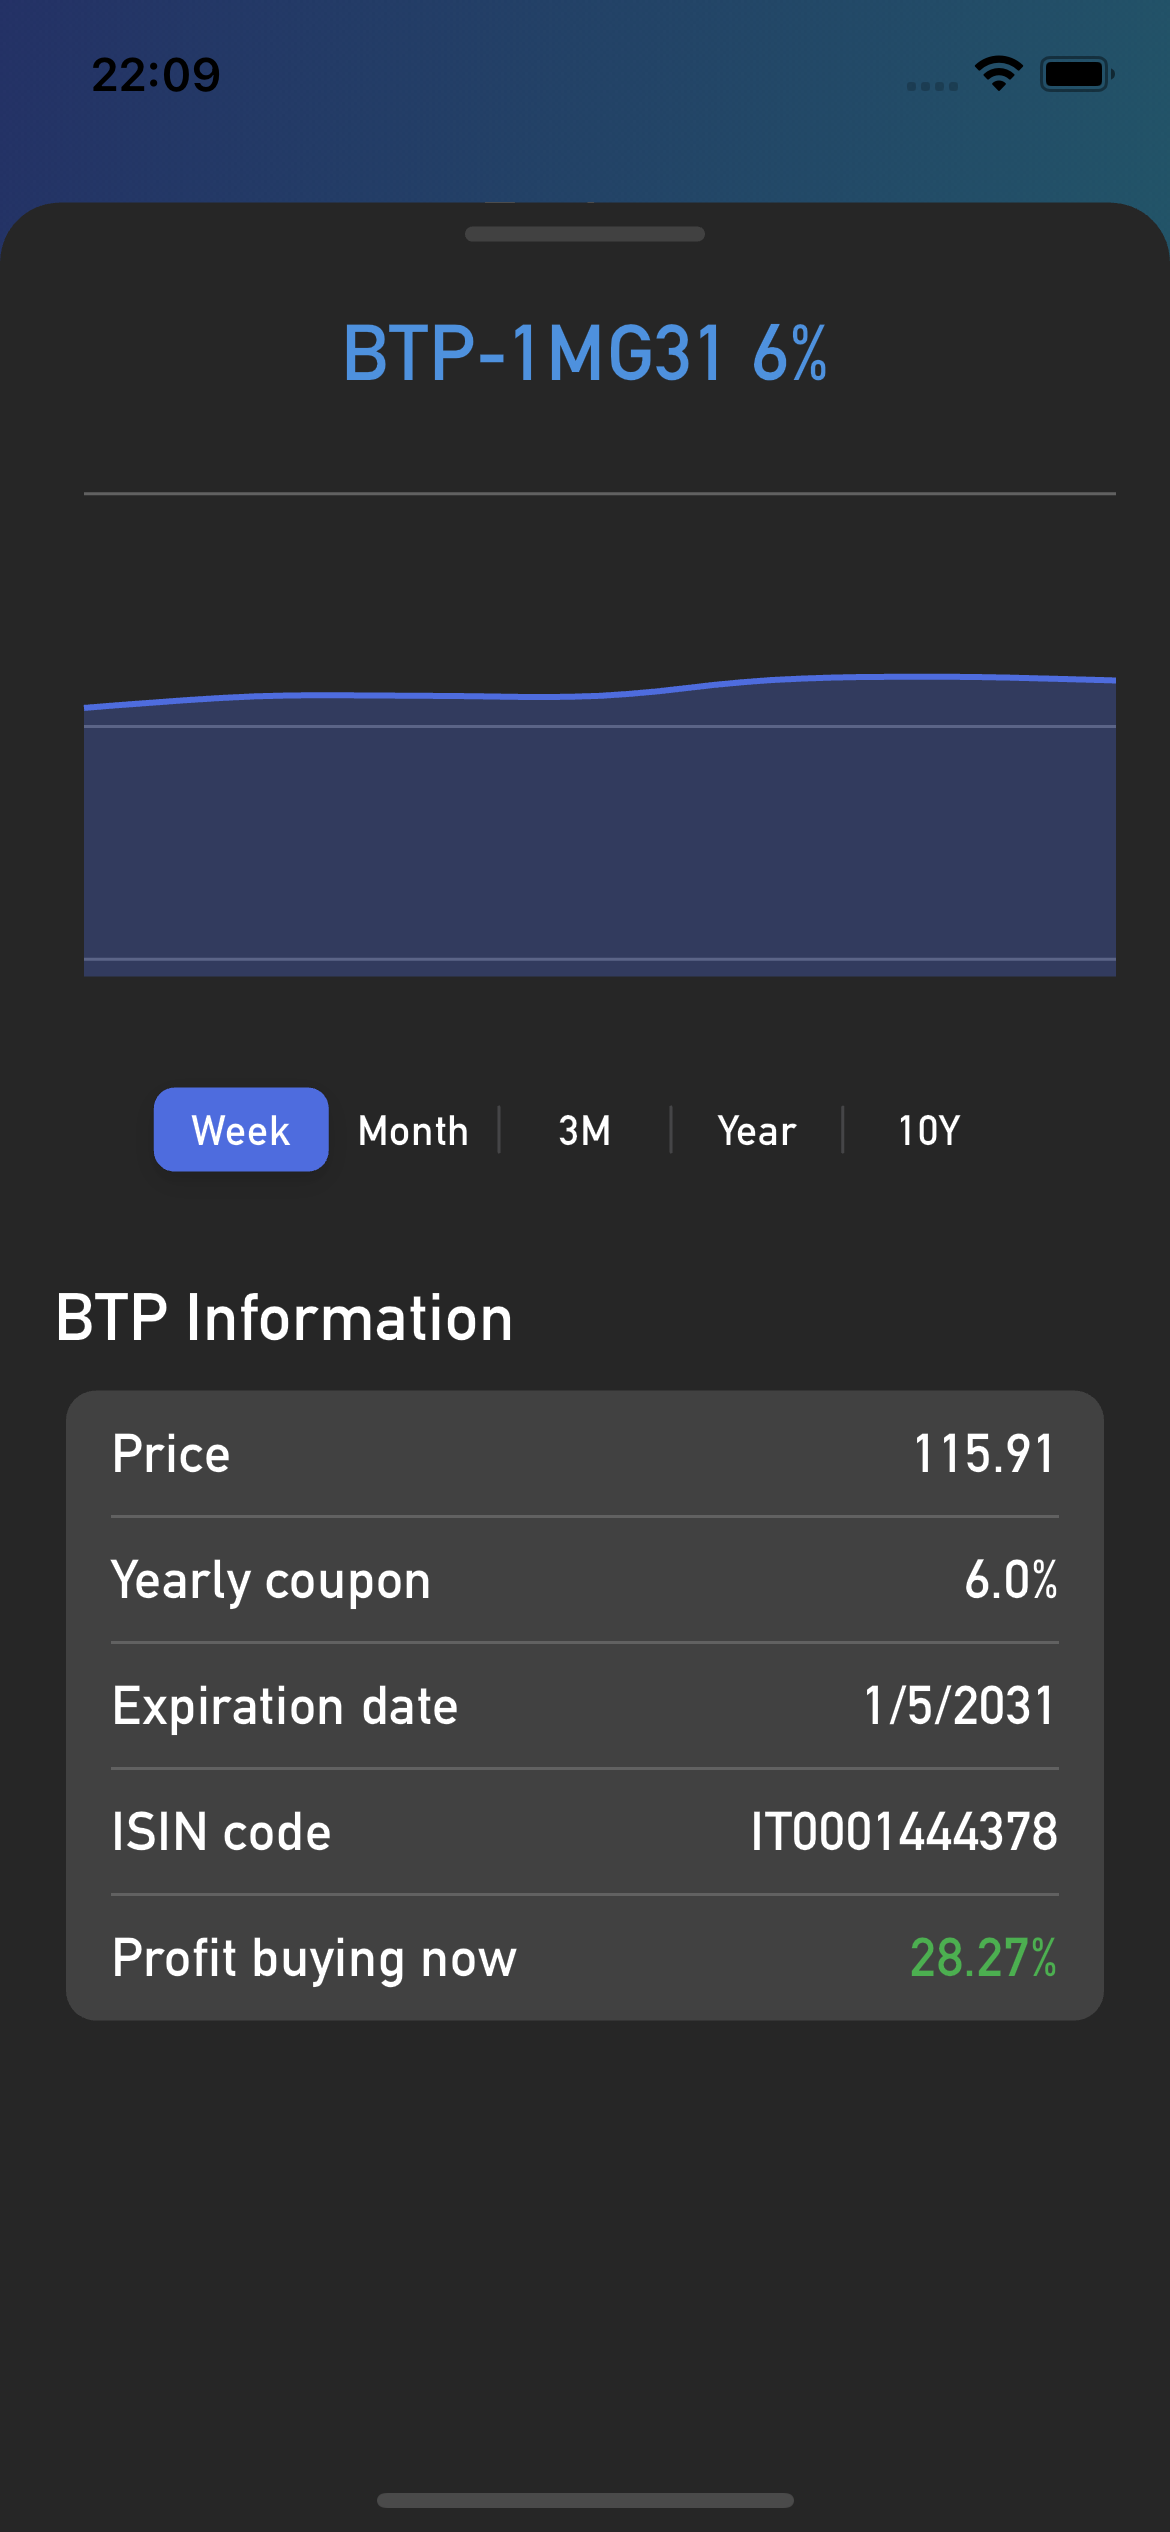 22:09
BTP-1MG31 6%
Week Month 3M Year 10Y
BTP Information
Price 115.91
Yearly coupon 6.0%
Expiration date 1/5/2031
ISIN code IT0001444378
Profit buying now 28.27%